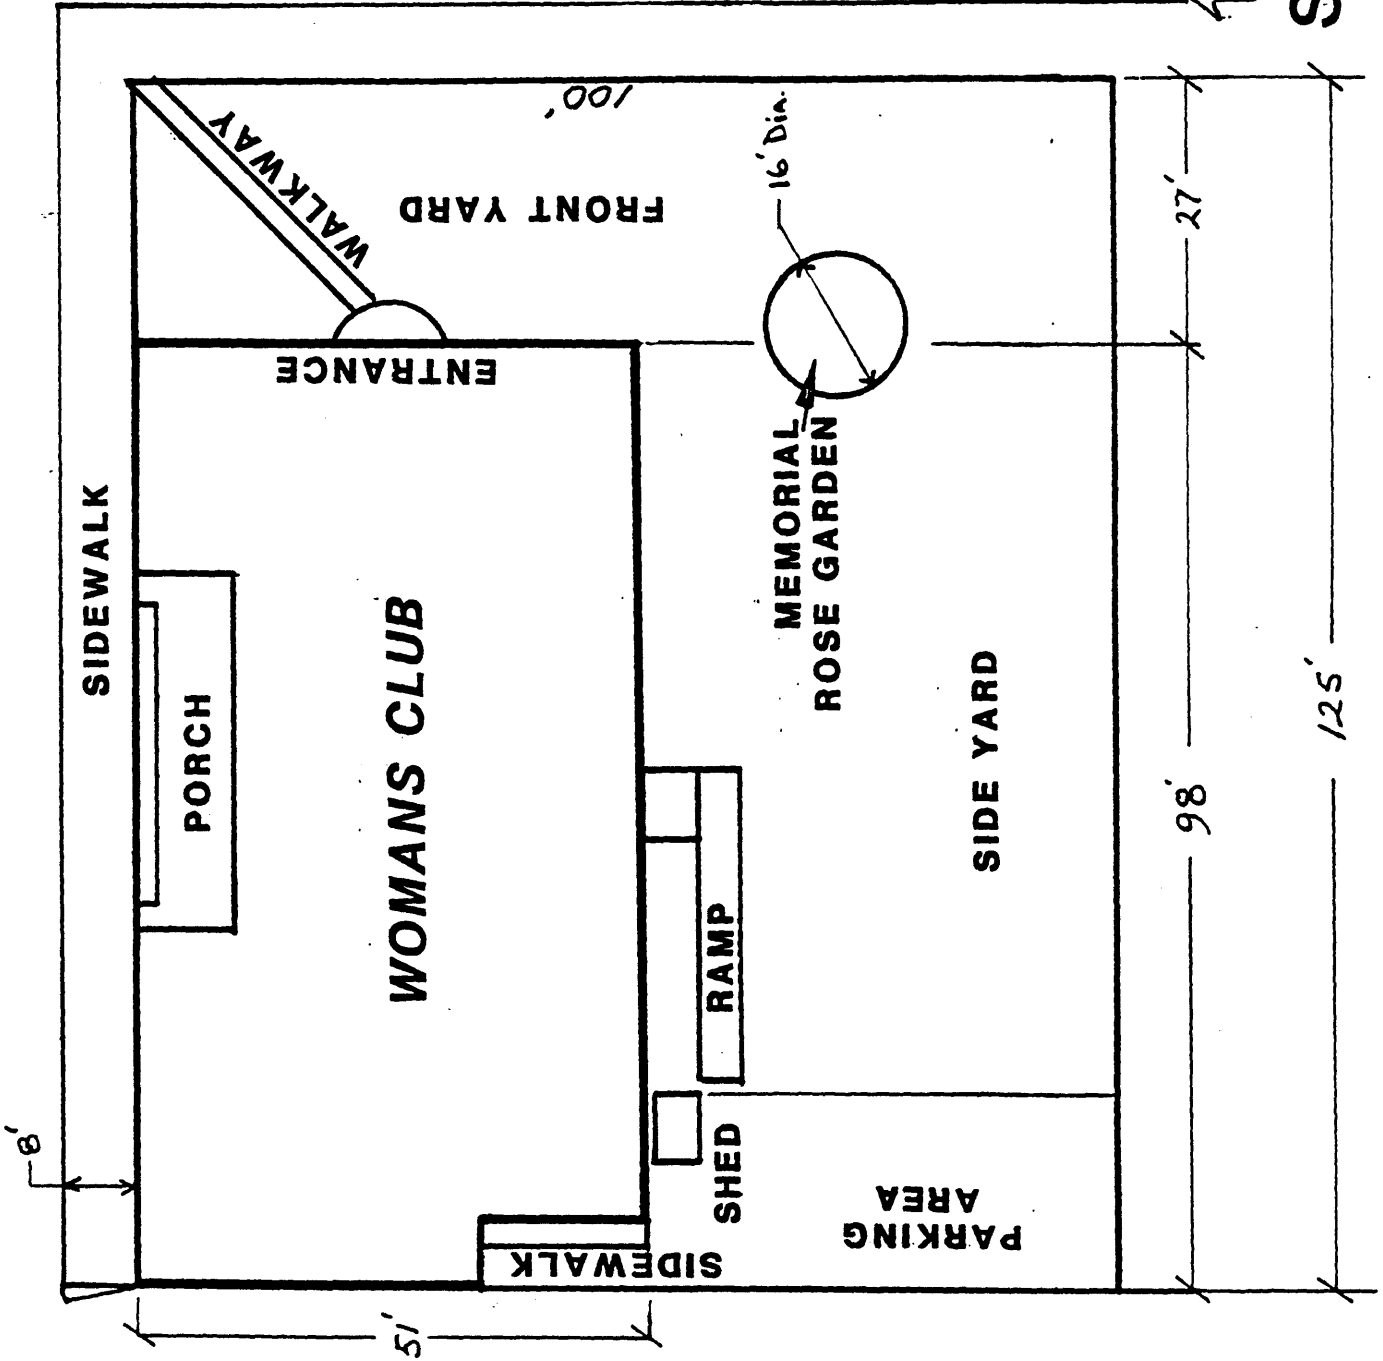 S
100'
WALKWAY
16' Dia.
FRONT YARD
27'
ENTRANCE
SIDEWALK
MEMORIAL
ROSE GARDEN
WOMANS CLUB
PORCH
SIDE YARD
125'
98'
RAMP
8'
SHED
PARKING
AREA
SIDEWALK
51'